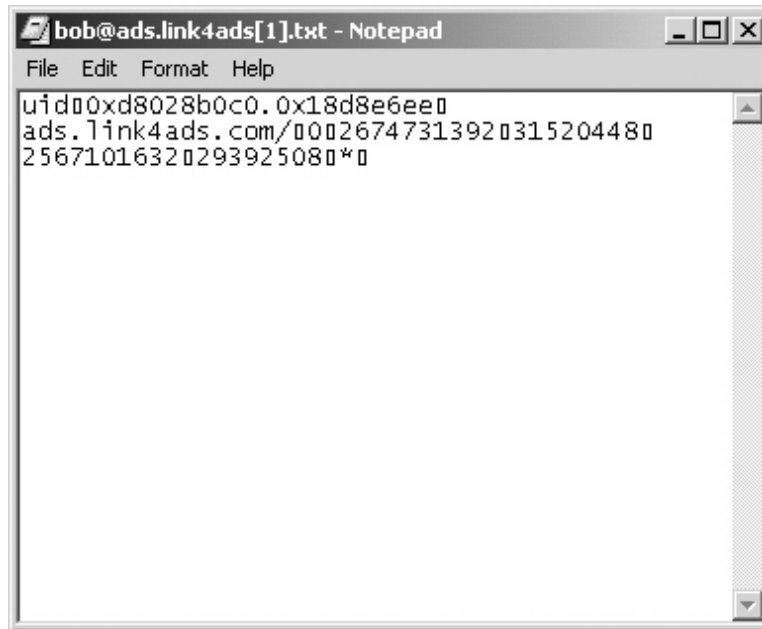 bob@ads.link4ads[1].txt - Notepad
File Edit Format Help
uid▯0xd8028b0c0.0x18d8e6ee▯
ads.link4ads.com/▯0▯2674731392▯31520448▯
2567101632▯29392508▯*▯